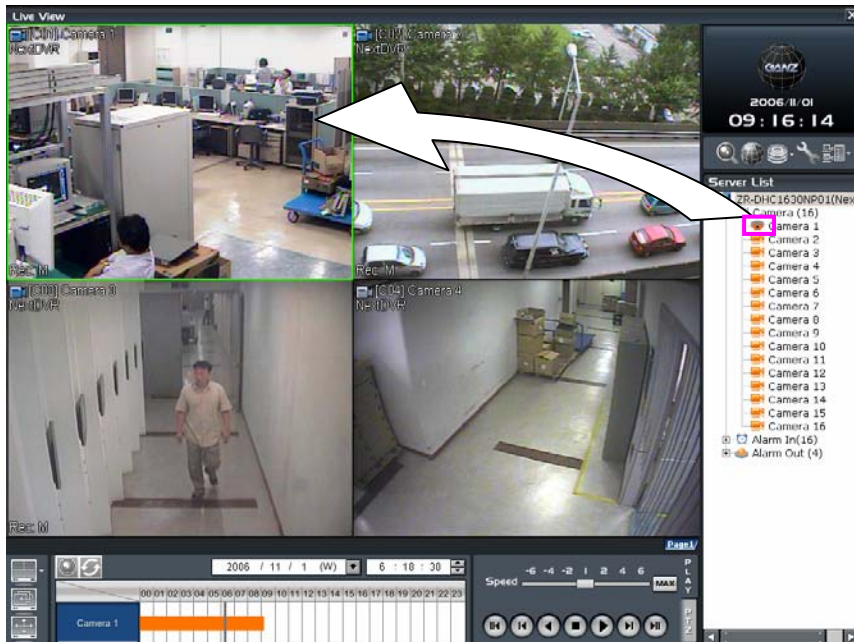 Live View
[C01] Camera 1
NextDVR
Rec: M
[C02] Camera 2
[C03] Camera 3
NextDVR
Rec: M
[C04] Camera 4
NextDVR
GANZ
2006/11/01
09:16:14
Server List
ZR-DHC1630NP01(Nex
Camera (16)
Camera 1
Camera 2
Camera 3
Camera 4
Camera 5
Camera 6
Camera 7
Camera 8
Camera 9
Camera 10
Camera 11
Camera 12
Camera 13
Camera 14
Camera 15
Camera 16
Alarm In(16)
Alarm Out (4)
Page1/
2006 / 11 / 1 (W)
6 : 18 : 30
00 01 02 03 04 05 06 07 08 09 10 11 12 13 14 15 16 17 18 19 20 21 22 23
Camera 1
-6 -4 -2 1 2 4 6
Speed
MAX
PLAY
PTZ